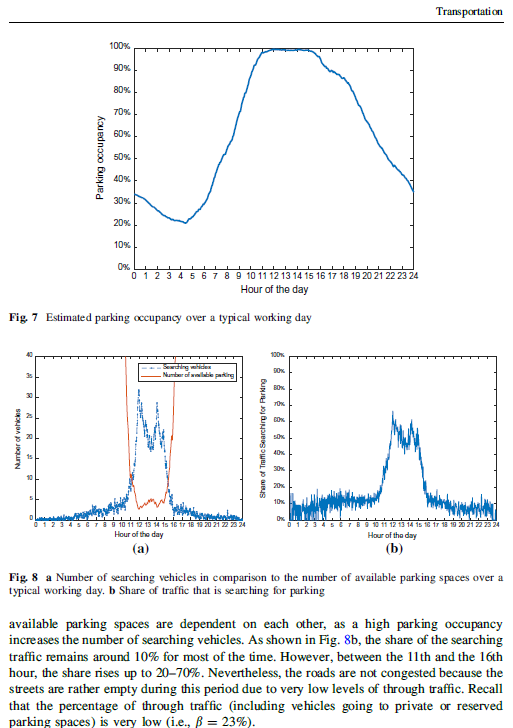 Transportation
100%
90%
80%
70%
60%
50%
40%
30%
20%
10%
0%
Parking occupancy
0 1 2 3 4 5 6 7 8 9 10 11 12 13 14 15 16 17 18 19 20 21 22 23 24
Hour of the day
Fig. 7 Estimated parking occupancy over a typical working day
40
35
30
25
20
15
10
5
0
Number of vehicles
Searching vehicles
Number of available parking
0 1 2 3 4 5 6 7 8 9 10 11 12 13 14 15 16 17 18 19 20 21 22 23 24
Hour of the day
(a)
100%
90%
80%
70%
60%
50%
40%
30%
20%
10%
0%
Share of Traffic Searching for Parking
0 1 2 3 4 5 6 7 8 9 10 11 12 13 14 15 16 17 18 19 20 21 22 23 24
Hour of the day
(b)
Fig. 8 a Number of searching vehicles in comparison to the number of available parking spaces over a
typical working day. b Share of traffic that is searching for parking
available parking spaces are dependent on each other, as a high parking occupancy
increases the number of searching vehicles. As shown in Fig. 8b, the share of the searching
traffic remains around 10% for most of the time. However, between the 11th and the 16th
hour, the share rises up to 20–70%. Nevertheless, the roads are not congested because the
streets are rather empty during this period due to very low levels of through traffic. Recall
that the percentage of through traffic (including vehicles going to private or reserved
parking spaces) is very low (i.e., β = 23%).